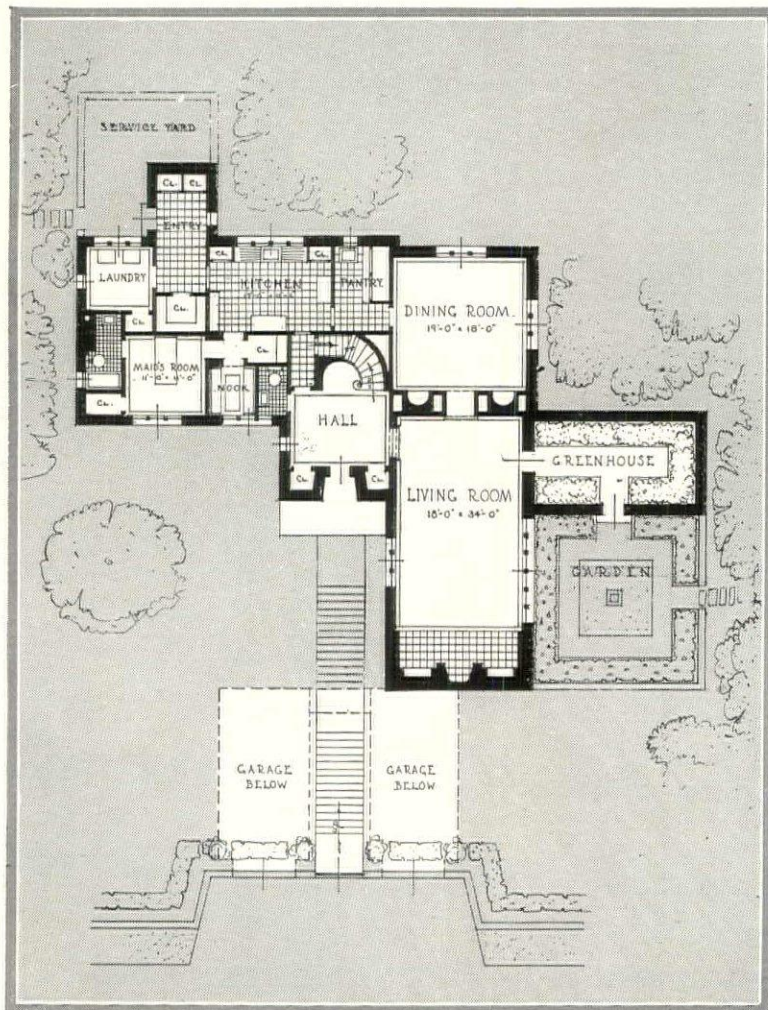 SERVICE YARD
CL. CL.
ENTRY
LAUNDRY
CL.
KITCHEN
CL.
PANTRY
DINING ROOM
19'-0" x 18'-0"
CL.
CL.
MAID'S ROOM
CL.
NOOK
CL.
HALL
CL.
CL.
LIVING ROOM
18'-0" x 34'-0"
GREENHOUSE
GARDEN
GARAGE
BELOW
GARAGE
BELOW
UP